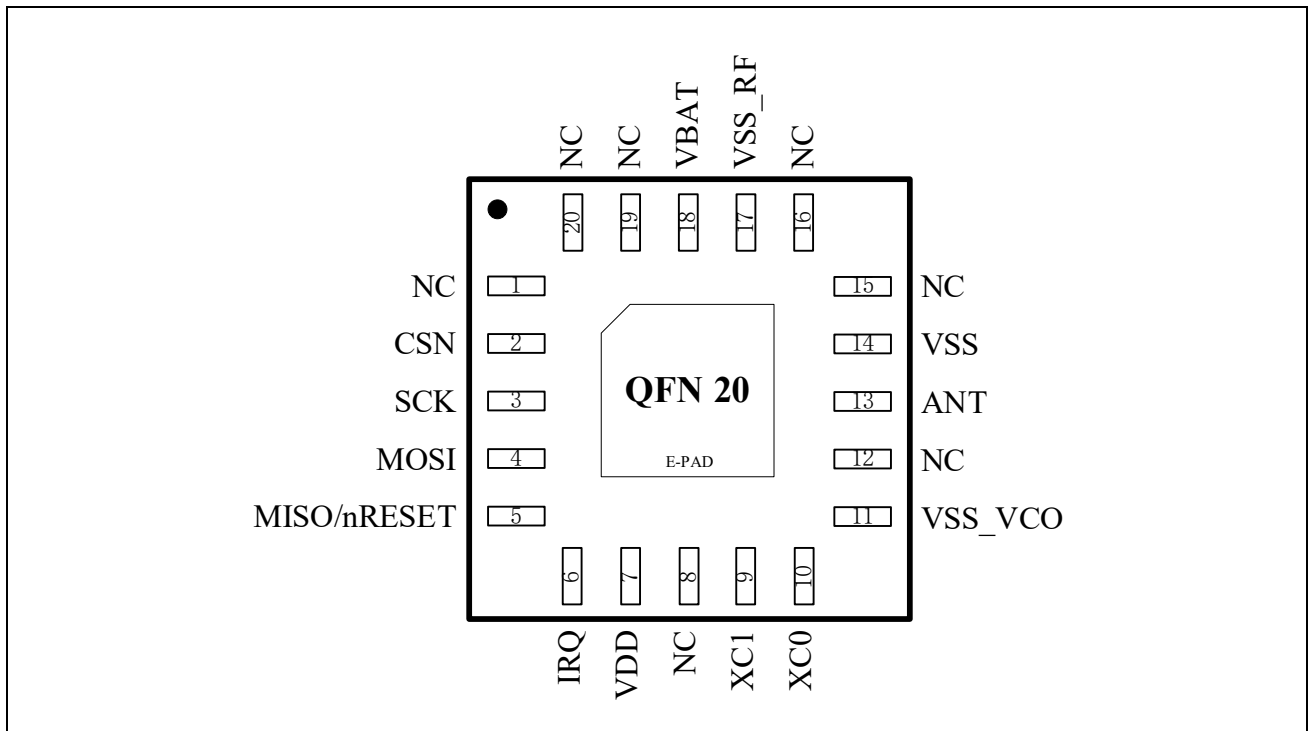 NC
NC
VBAT
VSS_RF
NC
20
19
18
17
16
NC 1
CSN 2
SCK 3
MOSI 4
MISO/nRESET 5
QFN 20
E-PAD
15 NC
14 VSS
13 ANT
12 NC
11 VSS_VCO
6
7
8
9
10
IRQ
VDD
NC
XC1
XC0